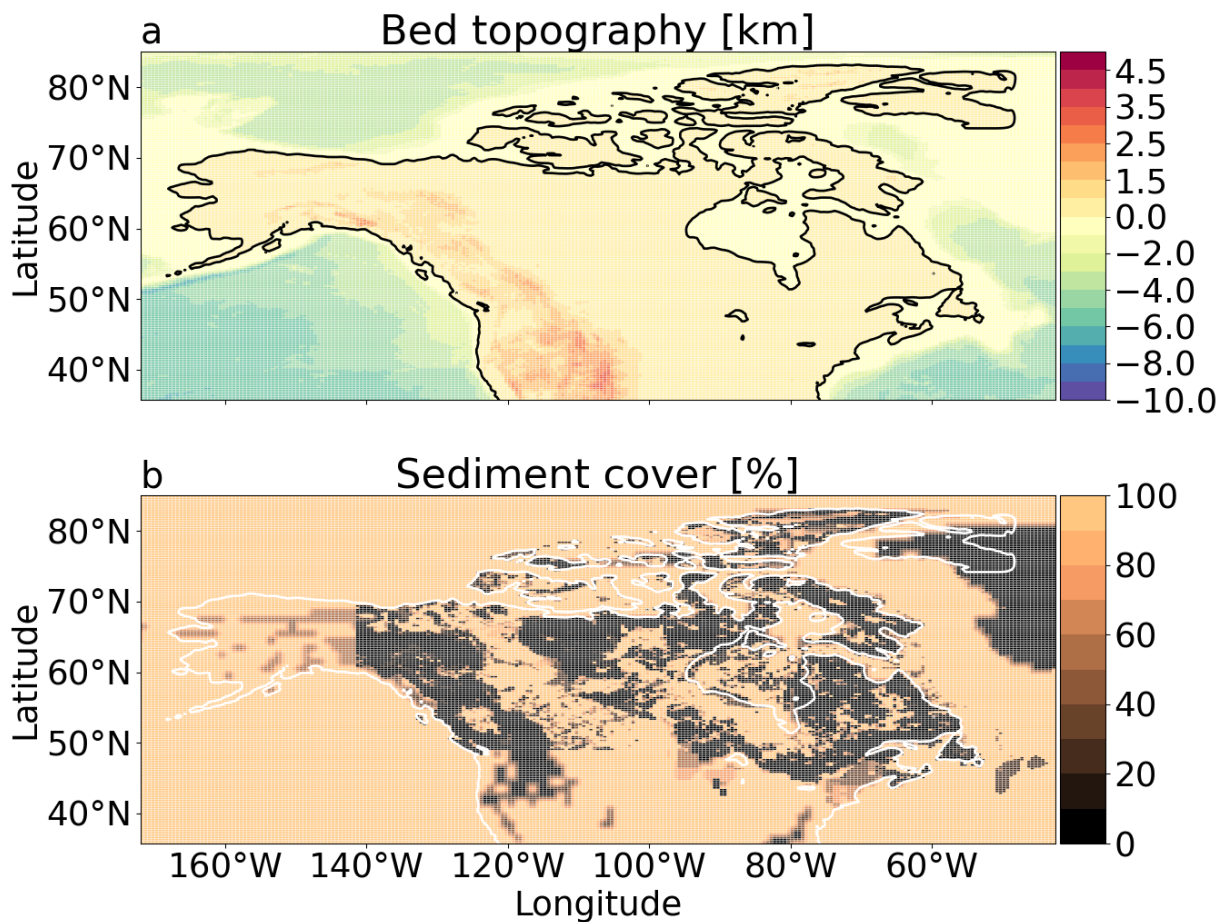 a
Bed topography [km]
Latitude
80°N
70°N
60°N
50°N
40°N
4.5
3.5
2.5
1.5
0.0
−2.0
−4.0
−6.0
−8.0
−10.0
b
Sediment cover [%]
Latitude
80°N
70°N
60°N
50°N
40°N
100
80
60
40
20
0
160°W 140°W 120°W 100°W 80°W 60°W
Longitude